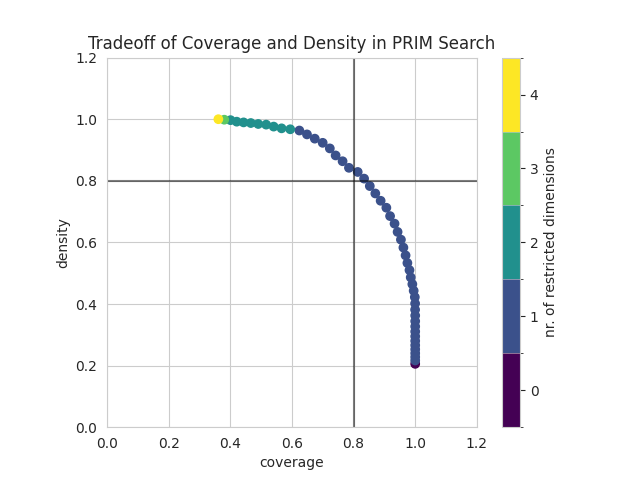 Tradeoff of Coverage and Density in PRIM Search
1.2
1.0
0.8
0.6
0.4
0.2
0.0
density
0.0 0.2 0.4 0.6 0.8 1.0 1.2
coverage
4
3
2
1
0
nr. of restricted dimensions